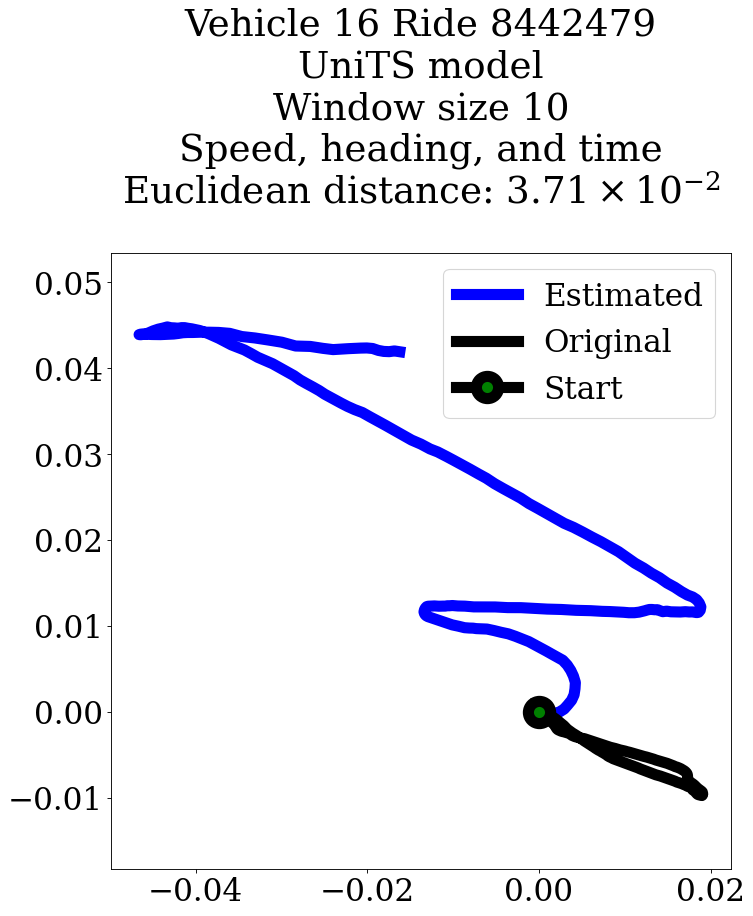 Vehicle 16 Ride 8442479
UniTS model
Window size 10
Speed, heading, and time
Euclidean distance: 3.71 × 10⁻²
Estimated
Original
Start
0.05
0.04
0.03
0.02
0.01
0.00
−0.01
−0.04
−0.02
0.00
0.02